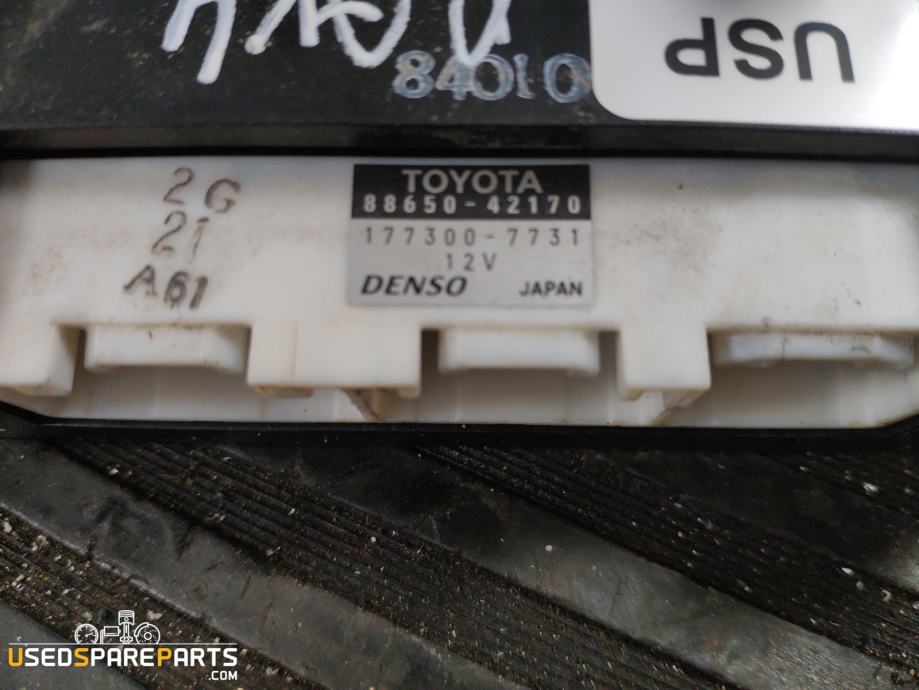 84010
USP
2G
21
A61
TOYOTA
88650-42170
177300-7731
12V
DENSO JAPAN
USEDSPAREPARTS
.COM